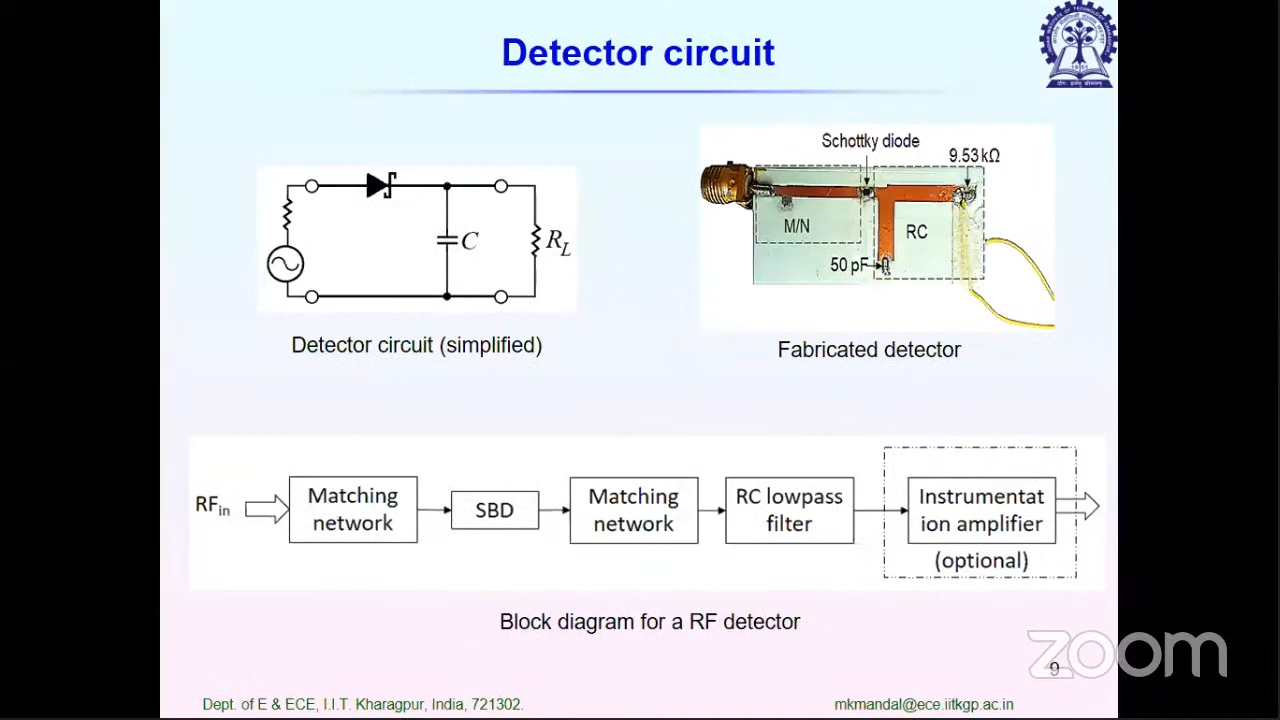 Detector circuit
Schottky diode
9.53 kΩ
M/N
RC
50 pF
C
R_L
Detector circuit (simplified)
Fabricated detector
RF_in
Matching
network
SBD
Matching
network
RC lowpass
filter
Instrumentat
ion amplifier
(optional)
Block diagram for a RF detector
zoom
9
Dept. of E & ECE, I.I.T. Kharagpur, India, 721302.
mkmandal@ece.iitkgp.ac.in